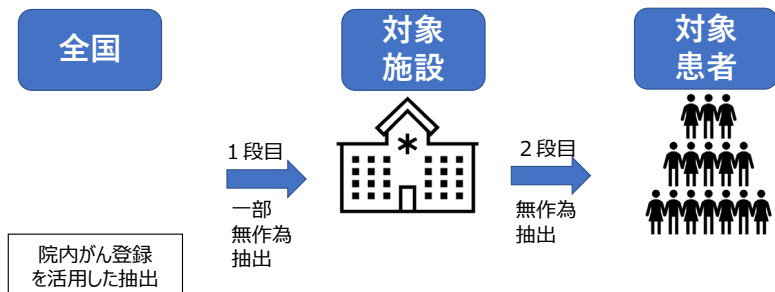 全国
対象
施設
対象
患者
1段目
一部
無作為
抽出
2段目
無作為
抽出
院内がん登録
を活用した抽出